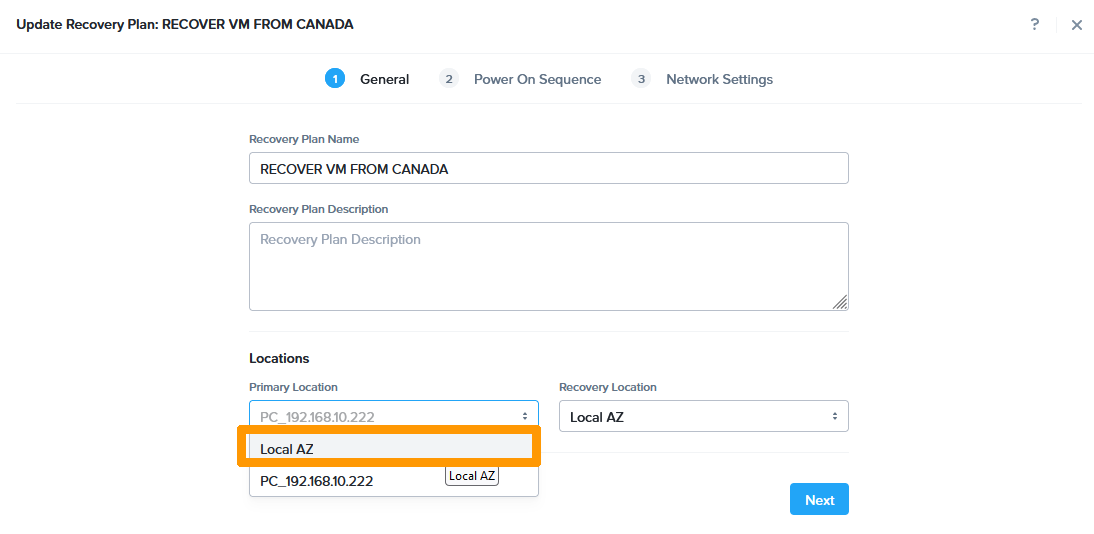 Update Recovery Plan: RECOVER VM FROM CANADA
?
×
1 General 2 Power On Sequence 3 Network Settings
Recovery Plan Name
RECOVER VM FROM CANADA
Recovery Plan Description
Recovery Plan Description
Locations
Primary Location
Recovery Location
PC_192.168.10.222
Local AZ
Local AZ
PC_192.168.10.222
Local AZ
Next